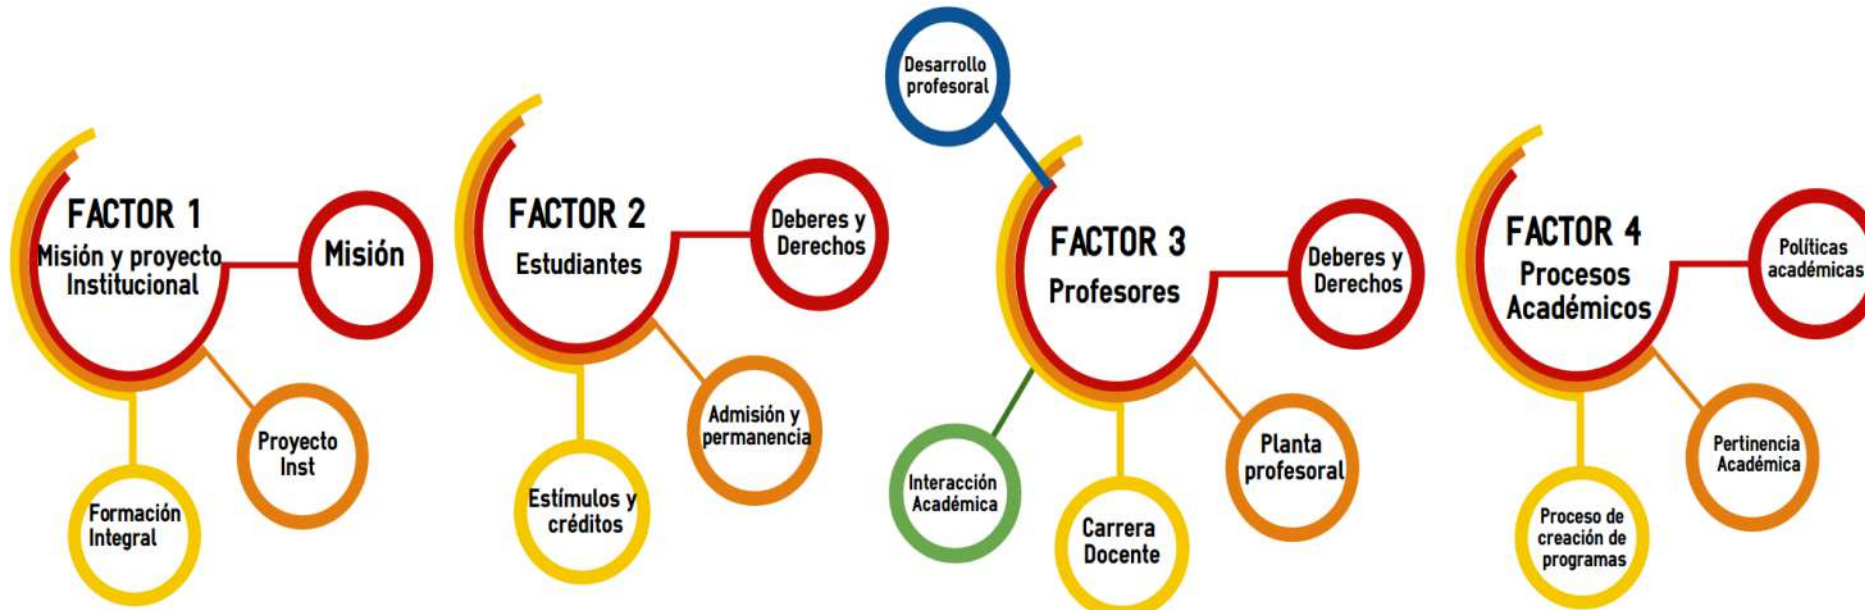 FACTOR 1
Misión y proyecto
Institucional
Misión
Proyecto
Inst
Formación
Integral
FACTOR 2
Estudiantes
Deberes y
Derechos
Admisión y
permanencia
Estímulos y
créditos
Desarrollo
profesoral
FACTOR 3
Profesores
Deberes y
Derechos
Planta
profesoral
Carrera
Docente
Interacción
Académica
FACTOR 4
Procesos
Académicos
Políticas
académicas
Pertinencia
Académica
Proceso de
creación de
programas